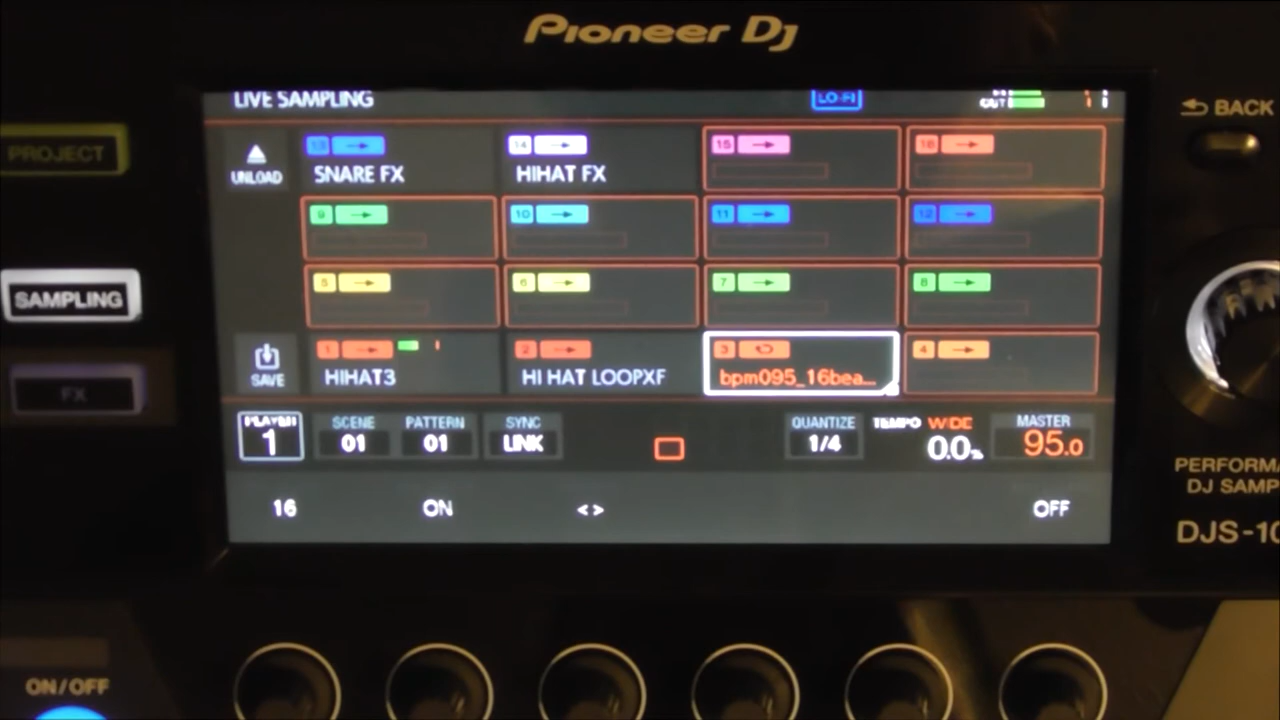 Pioneer Dj
LIVE SAMPLING
LO-FI
OUT
BACK
PROJECT
UNLOAD
13
SNARE FX
14
HIHAT FX
15
16
9
10
11
12
SAMPLING
5
6
7
8
SAVE
1
HIHAT3
2
HI HAT LOOPXF
3
bpm095_16bea...
4
FX
PLAYER
1
SCENE
01
PATTERN
01
SYNC
LINK
QUANTIZE
1/4
TEMPO WIDE
0.0%
MASTER
95.0
PERFORMA
DJ SAMP
DJS-10
16
ON
< >
OFF
ON/OFF